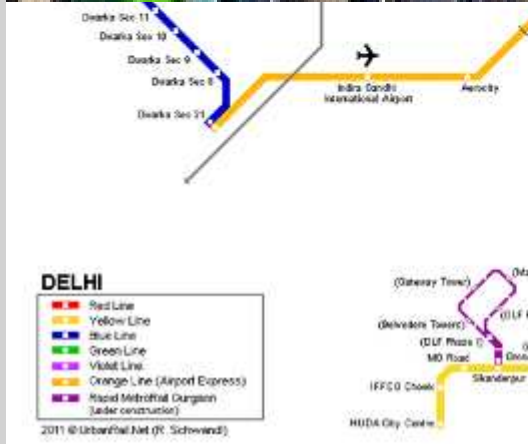 Dwarka Sec 11
Dwarka Sec 10
Dwarka Sec 9
Dwarka Sec 8
Dwarka Sec 21
Indira Gandhi
International Airport
Aerocity
DELHI
Red Line
Yellow Line
Blue Line
Green Line
Violet Line
Orange Line (Airport Express)
Rapid MetroRail Gurgaon
(under construction)
2011 © UrbanRail.Net (R. Schwandl)
(Gateway Tower)
(Belvedere Towers)
(DLF Phase
MG Road
Sikanderpur
IFFCO Chowk
HUDA City Centre